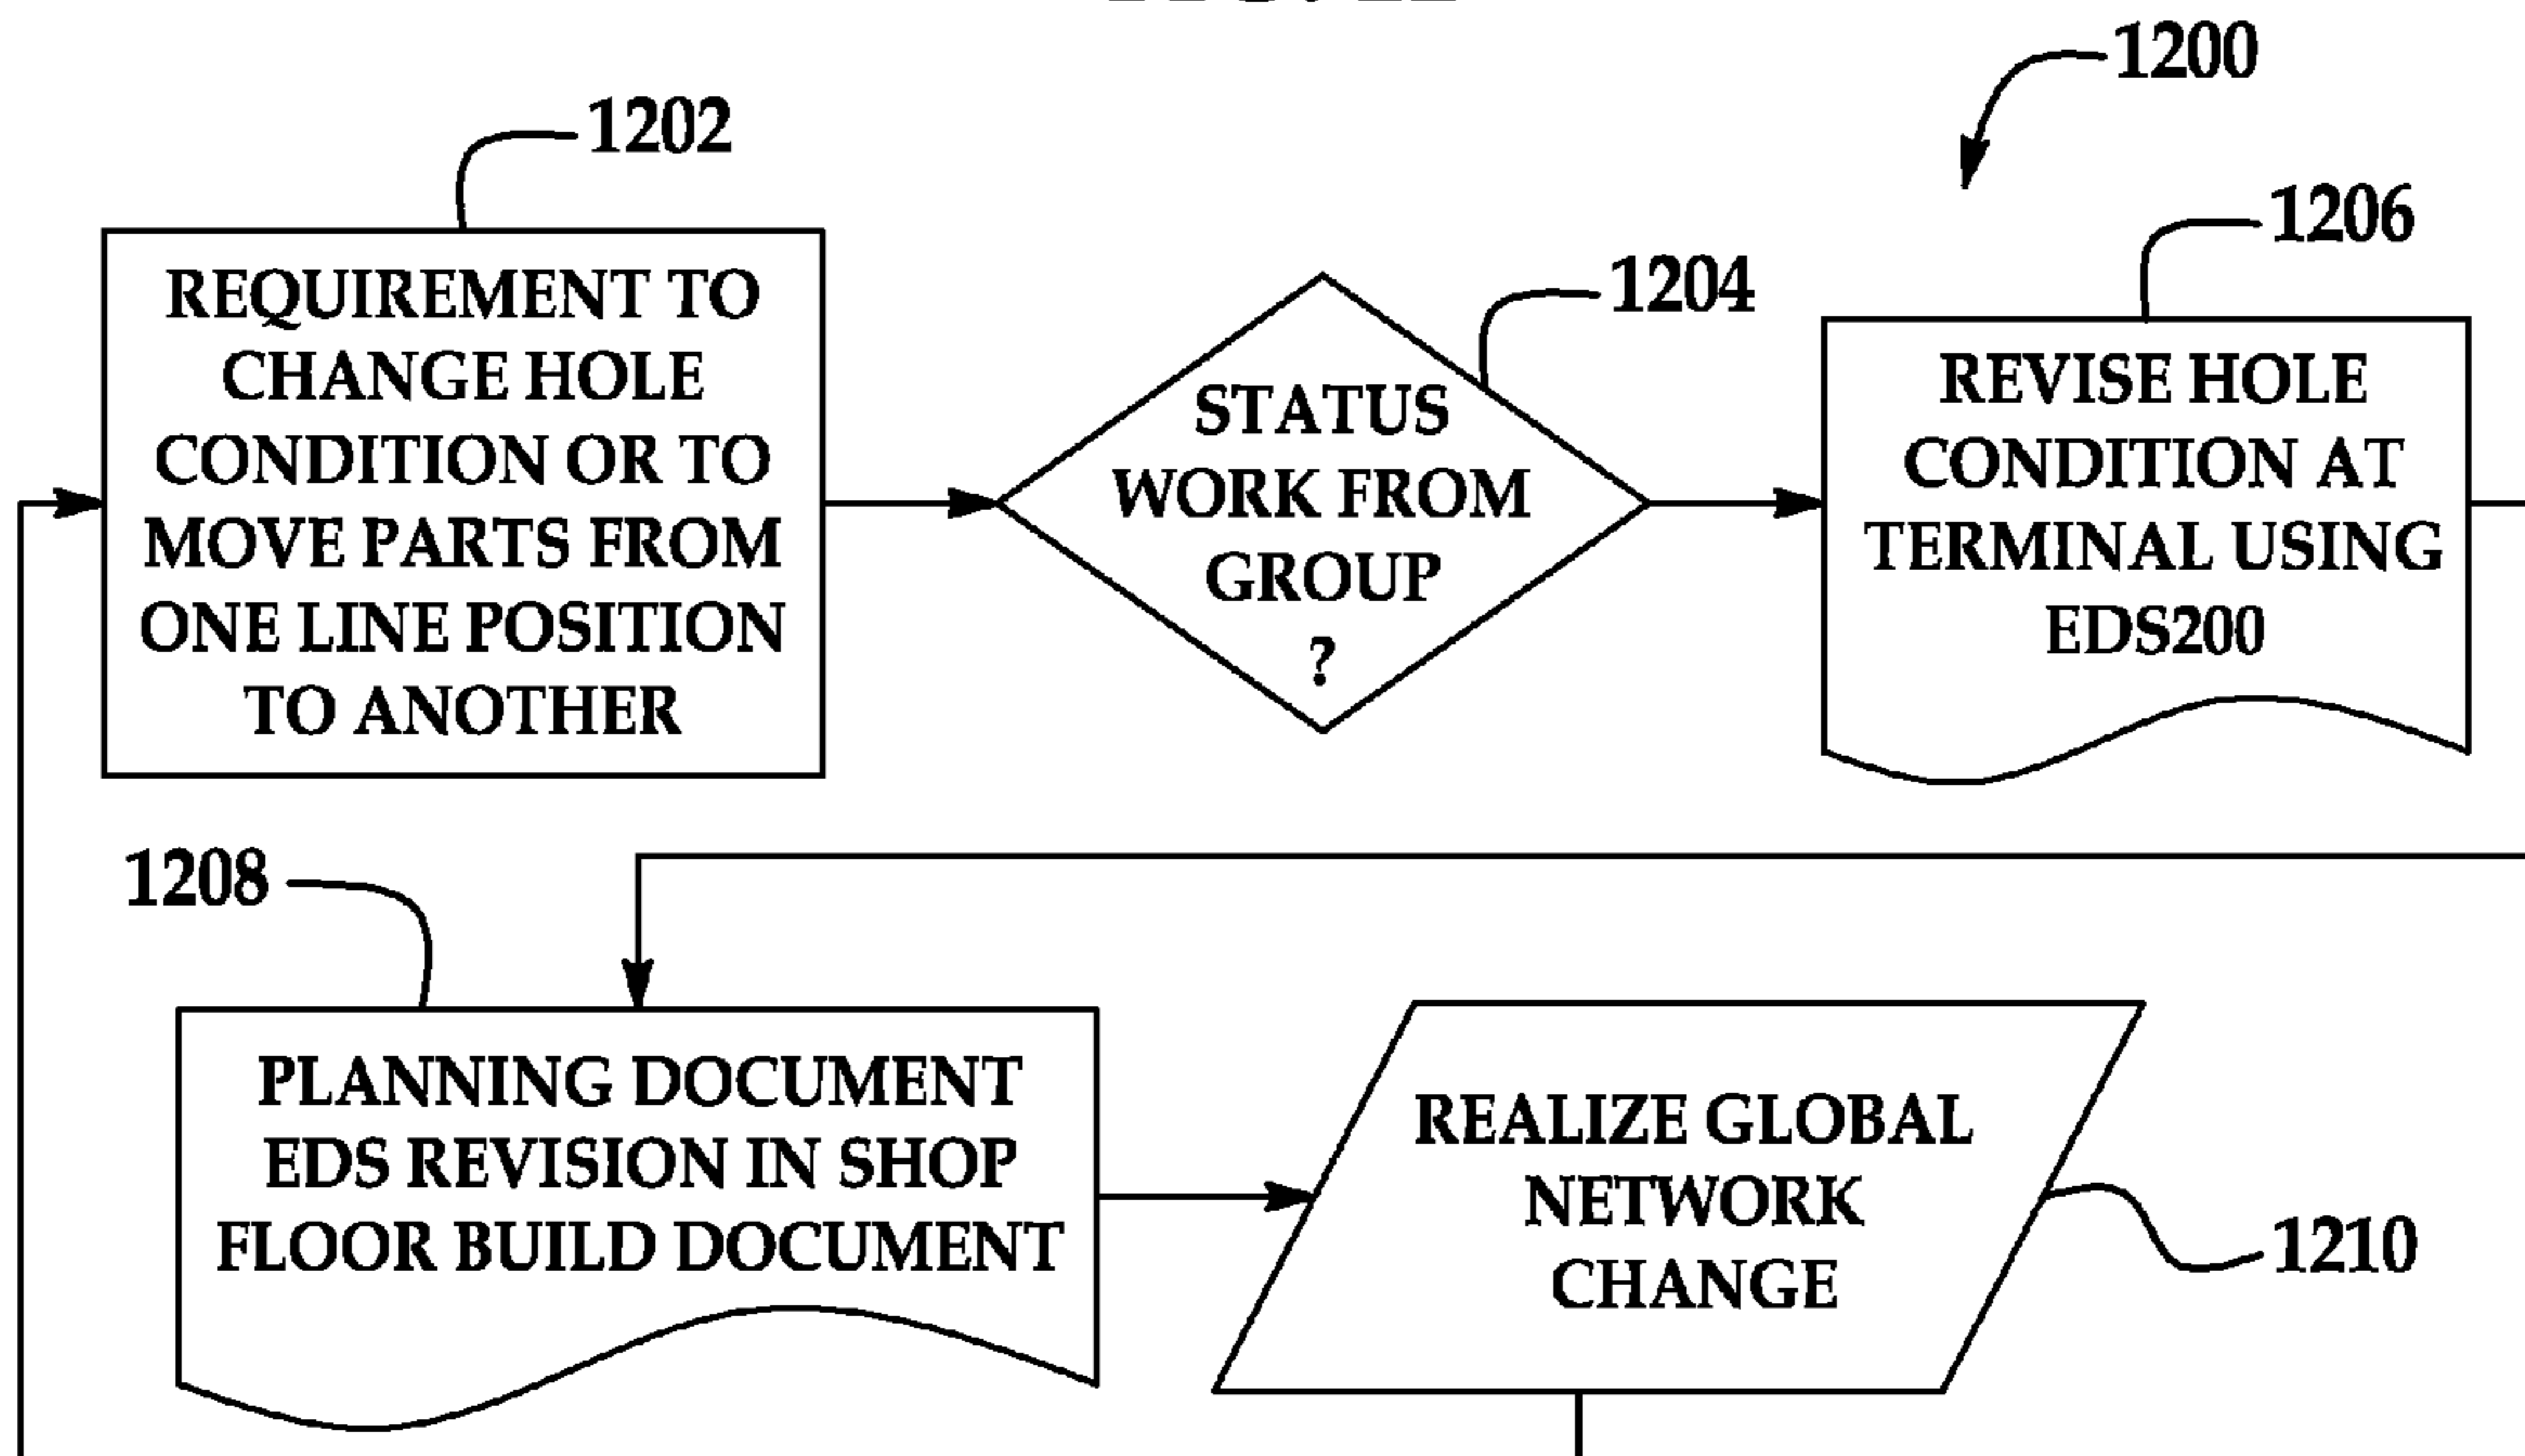 1200
1202
REQUIREMENT TO
CHANGE HOLE
CONDITION OR TO
MOVE PARTS FROM
ONE LINE POSITION
TO ANOTHER
1204
STATUS
WORK FROM
GROUP
?
1206
REVISE HOLE
CONDITION AT
TERMINAL USING
EDS200
1208
PLANNING DOCUMENT
EDS REVISION IN SHOP
FLOOR BUILD DOCUMENT
REALIZE GLOBAL
NETWORK
CHANGE
1210